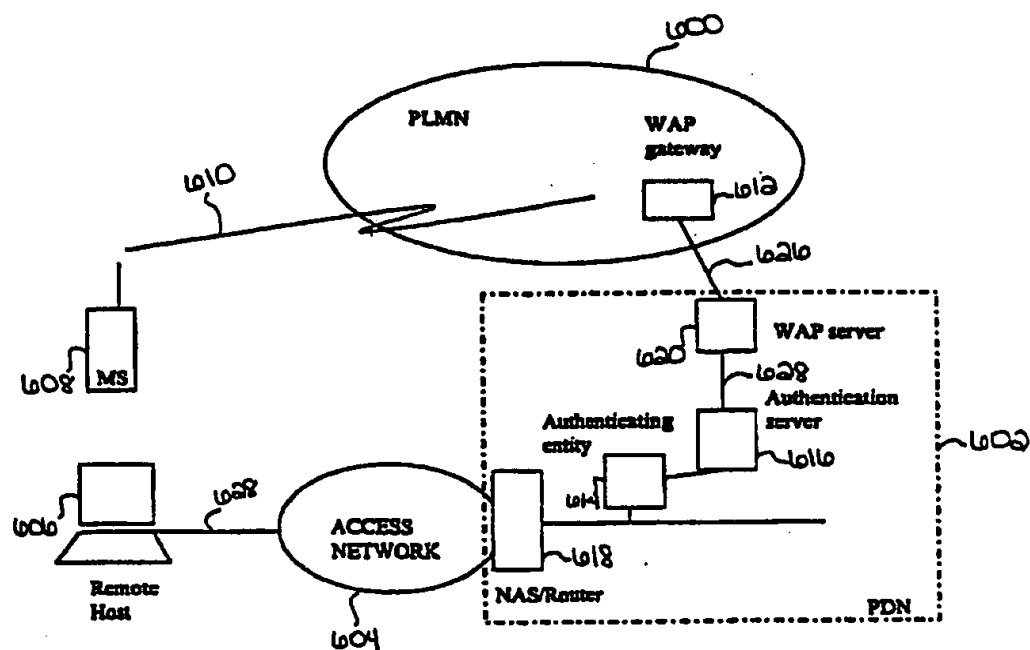 600
PLMN
WAP
gateway
610
612
626
WAP server
620
628
608
MS
Authentication
server
Authenticating
entity
602
616
614
606
628
ACCESS
NETWORK
618
Remote
Host
NAS/Router
PDN
604